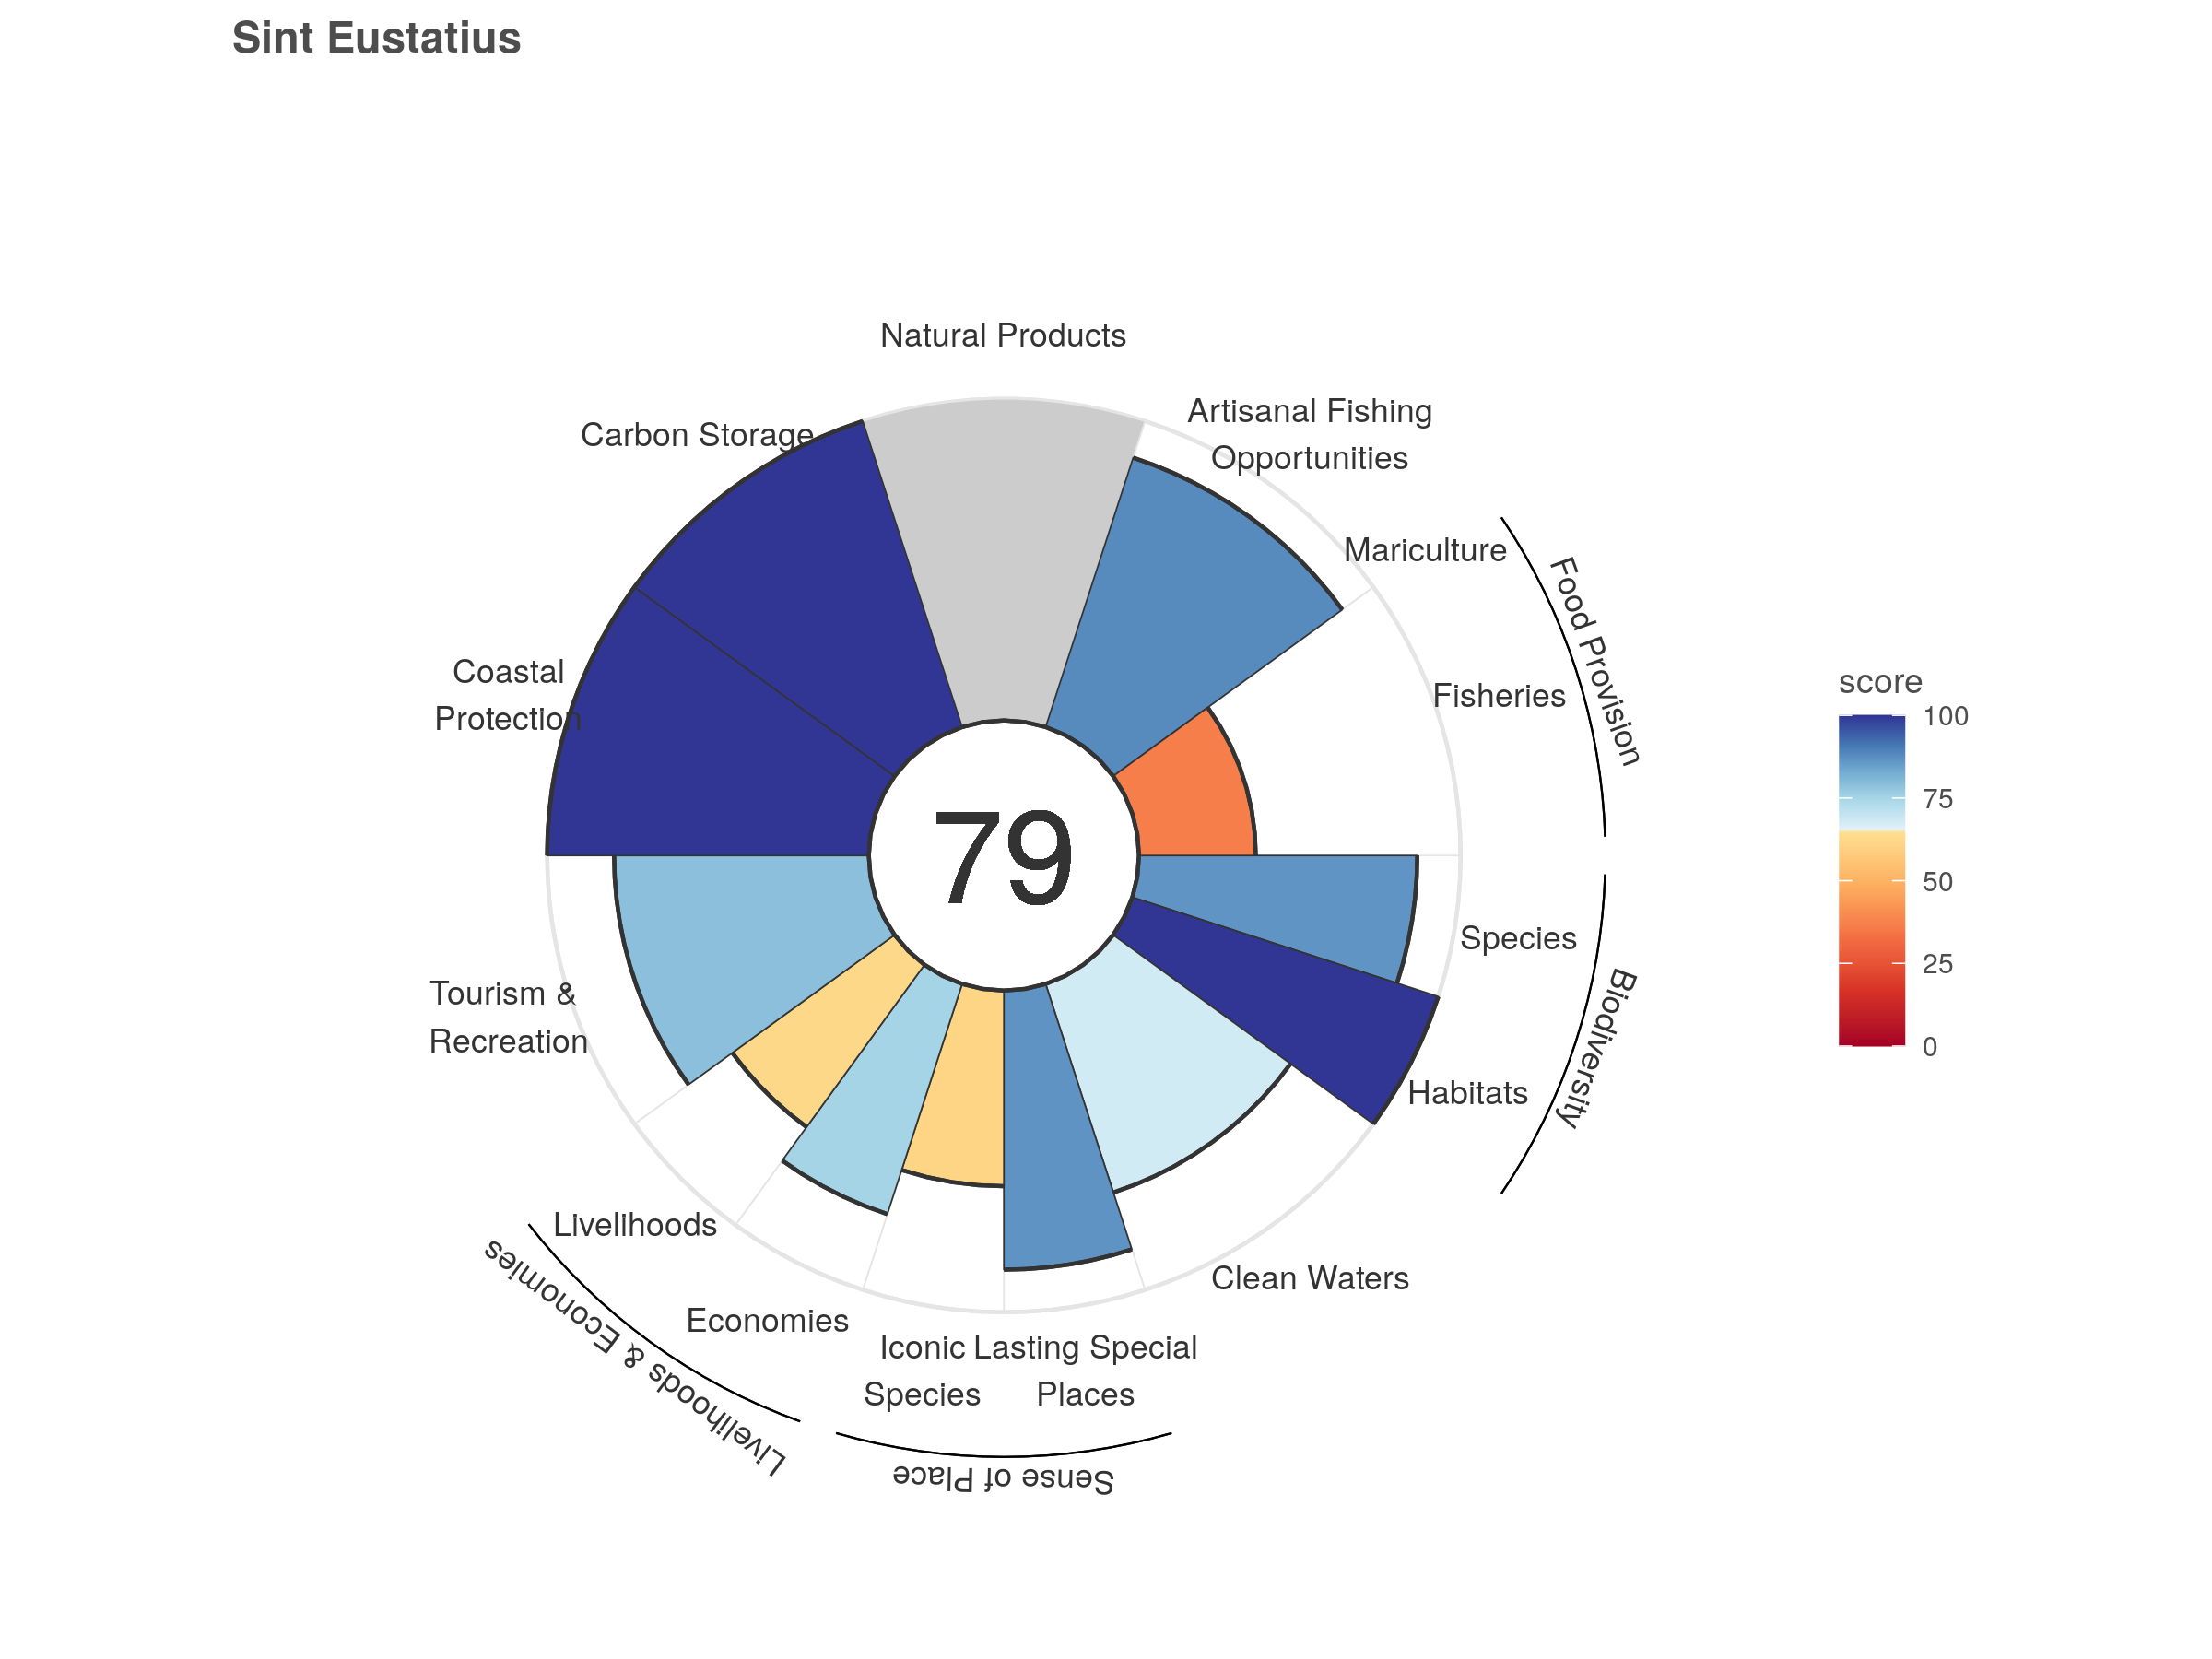 Sint Eustatius
Natural Products
Artisanal Fishing
Opportunities
Carbon Storage
Mariculture
Food Provision
Fisheries
Coastal
Protection
score
100
75
50
25
0
79
Species
Biodiversity
Habitats
Tourism &
Recreation
Livelihoods
Livelihoods & Economies
Clean Waters
Economies
Iconic
Species
Lasting Special
Places
Sense of Place